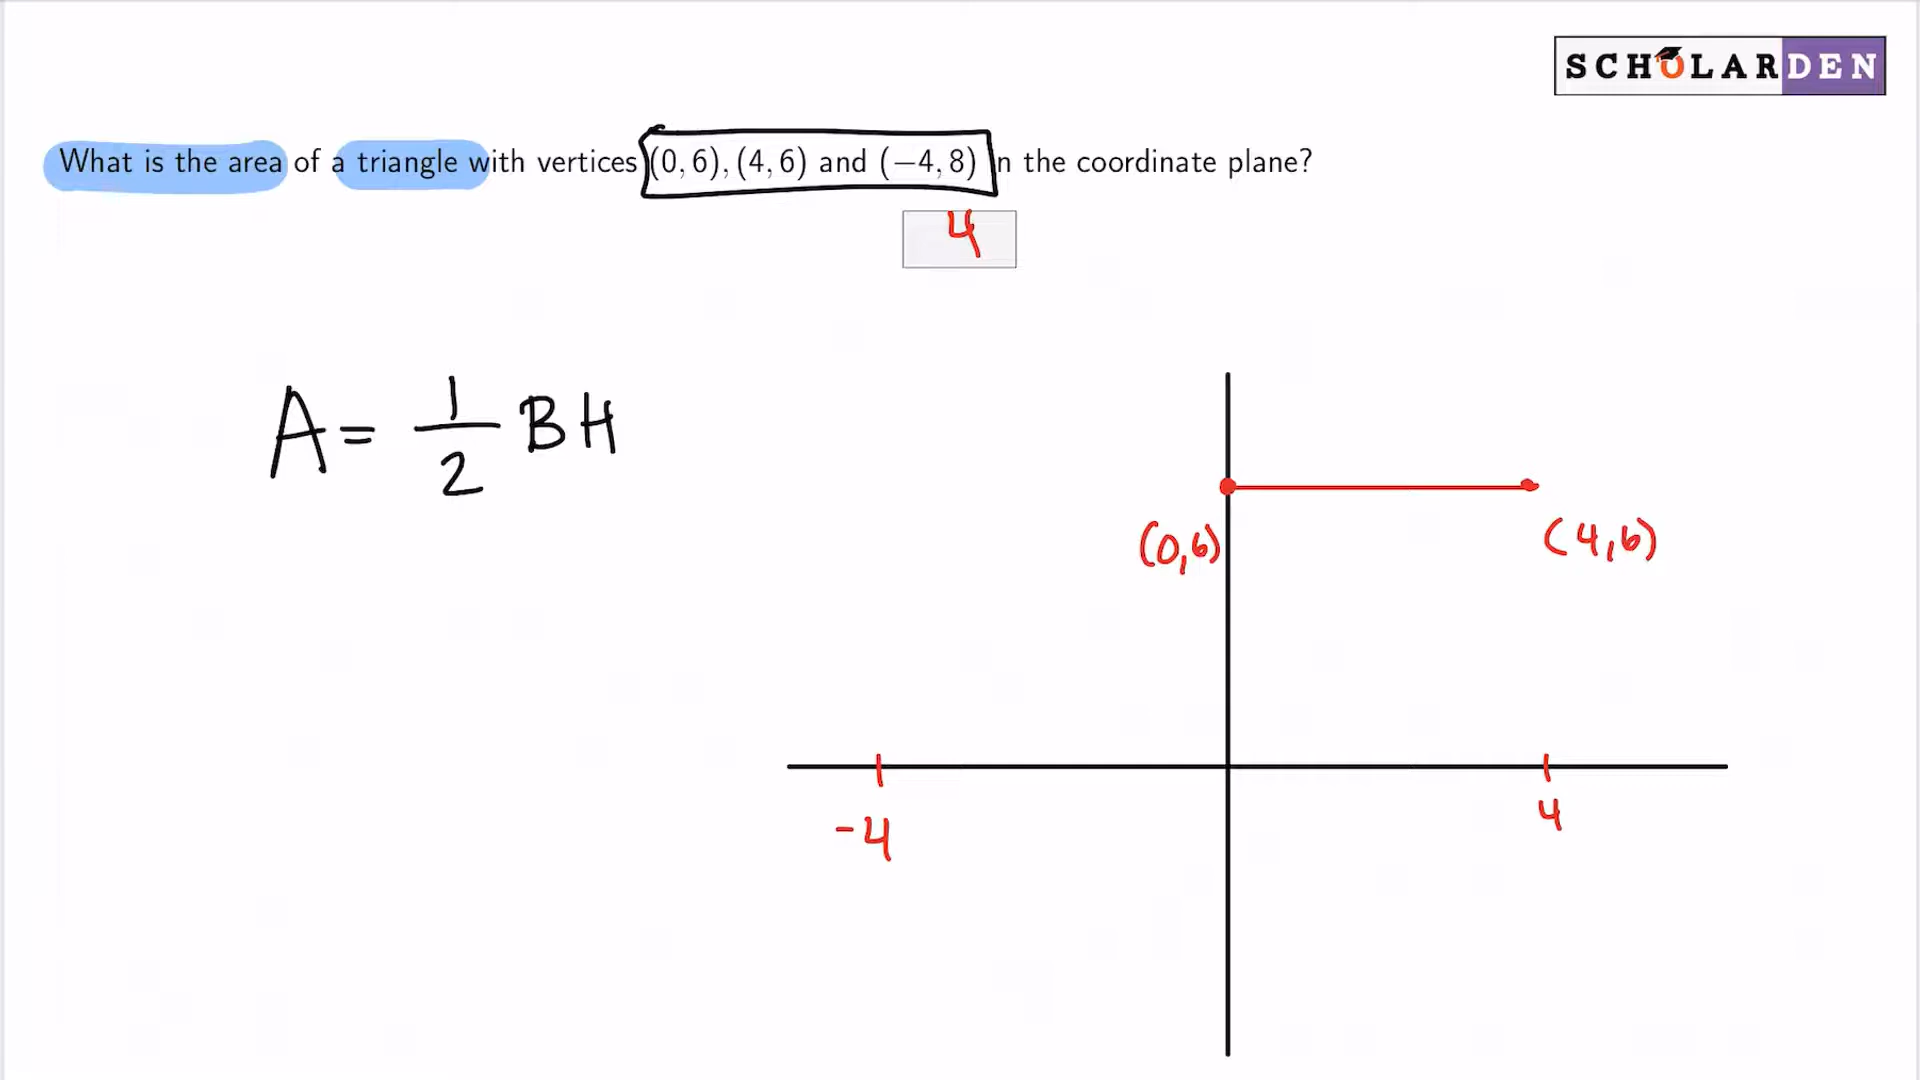 SCHOLARDEN
What is the area of a triangle with vertices (0, 6), (4, 6) and (−4, 8) n the coordinate plane?
4
A = 1/2 BH
(0,6)
(4,6)
-4
4